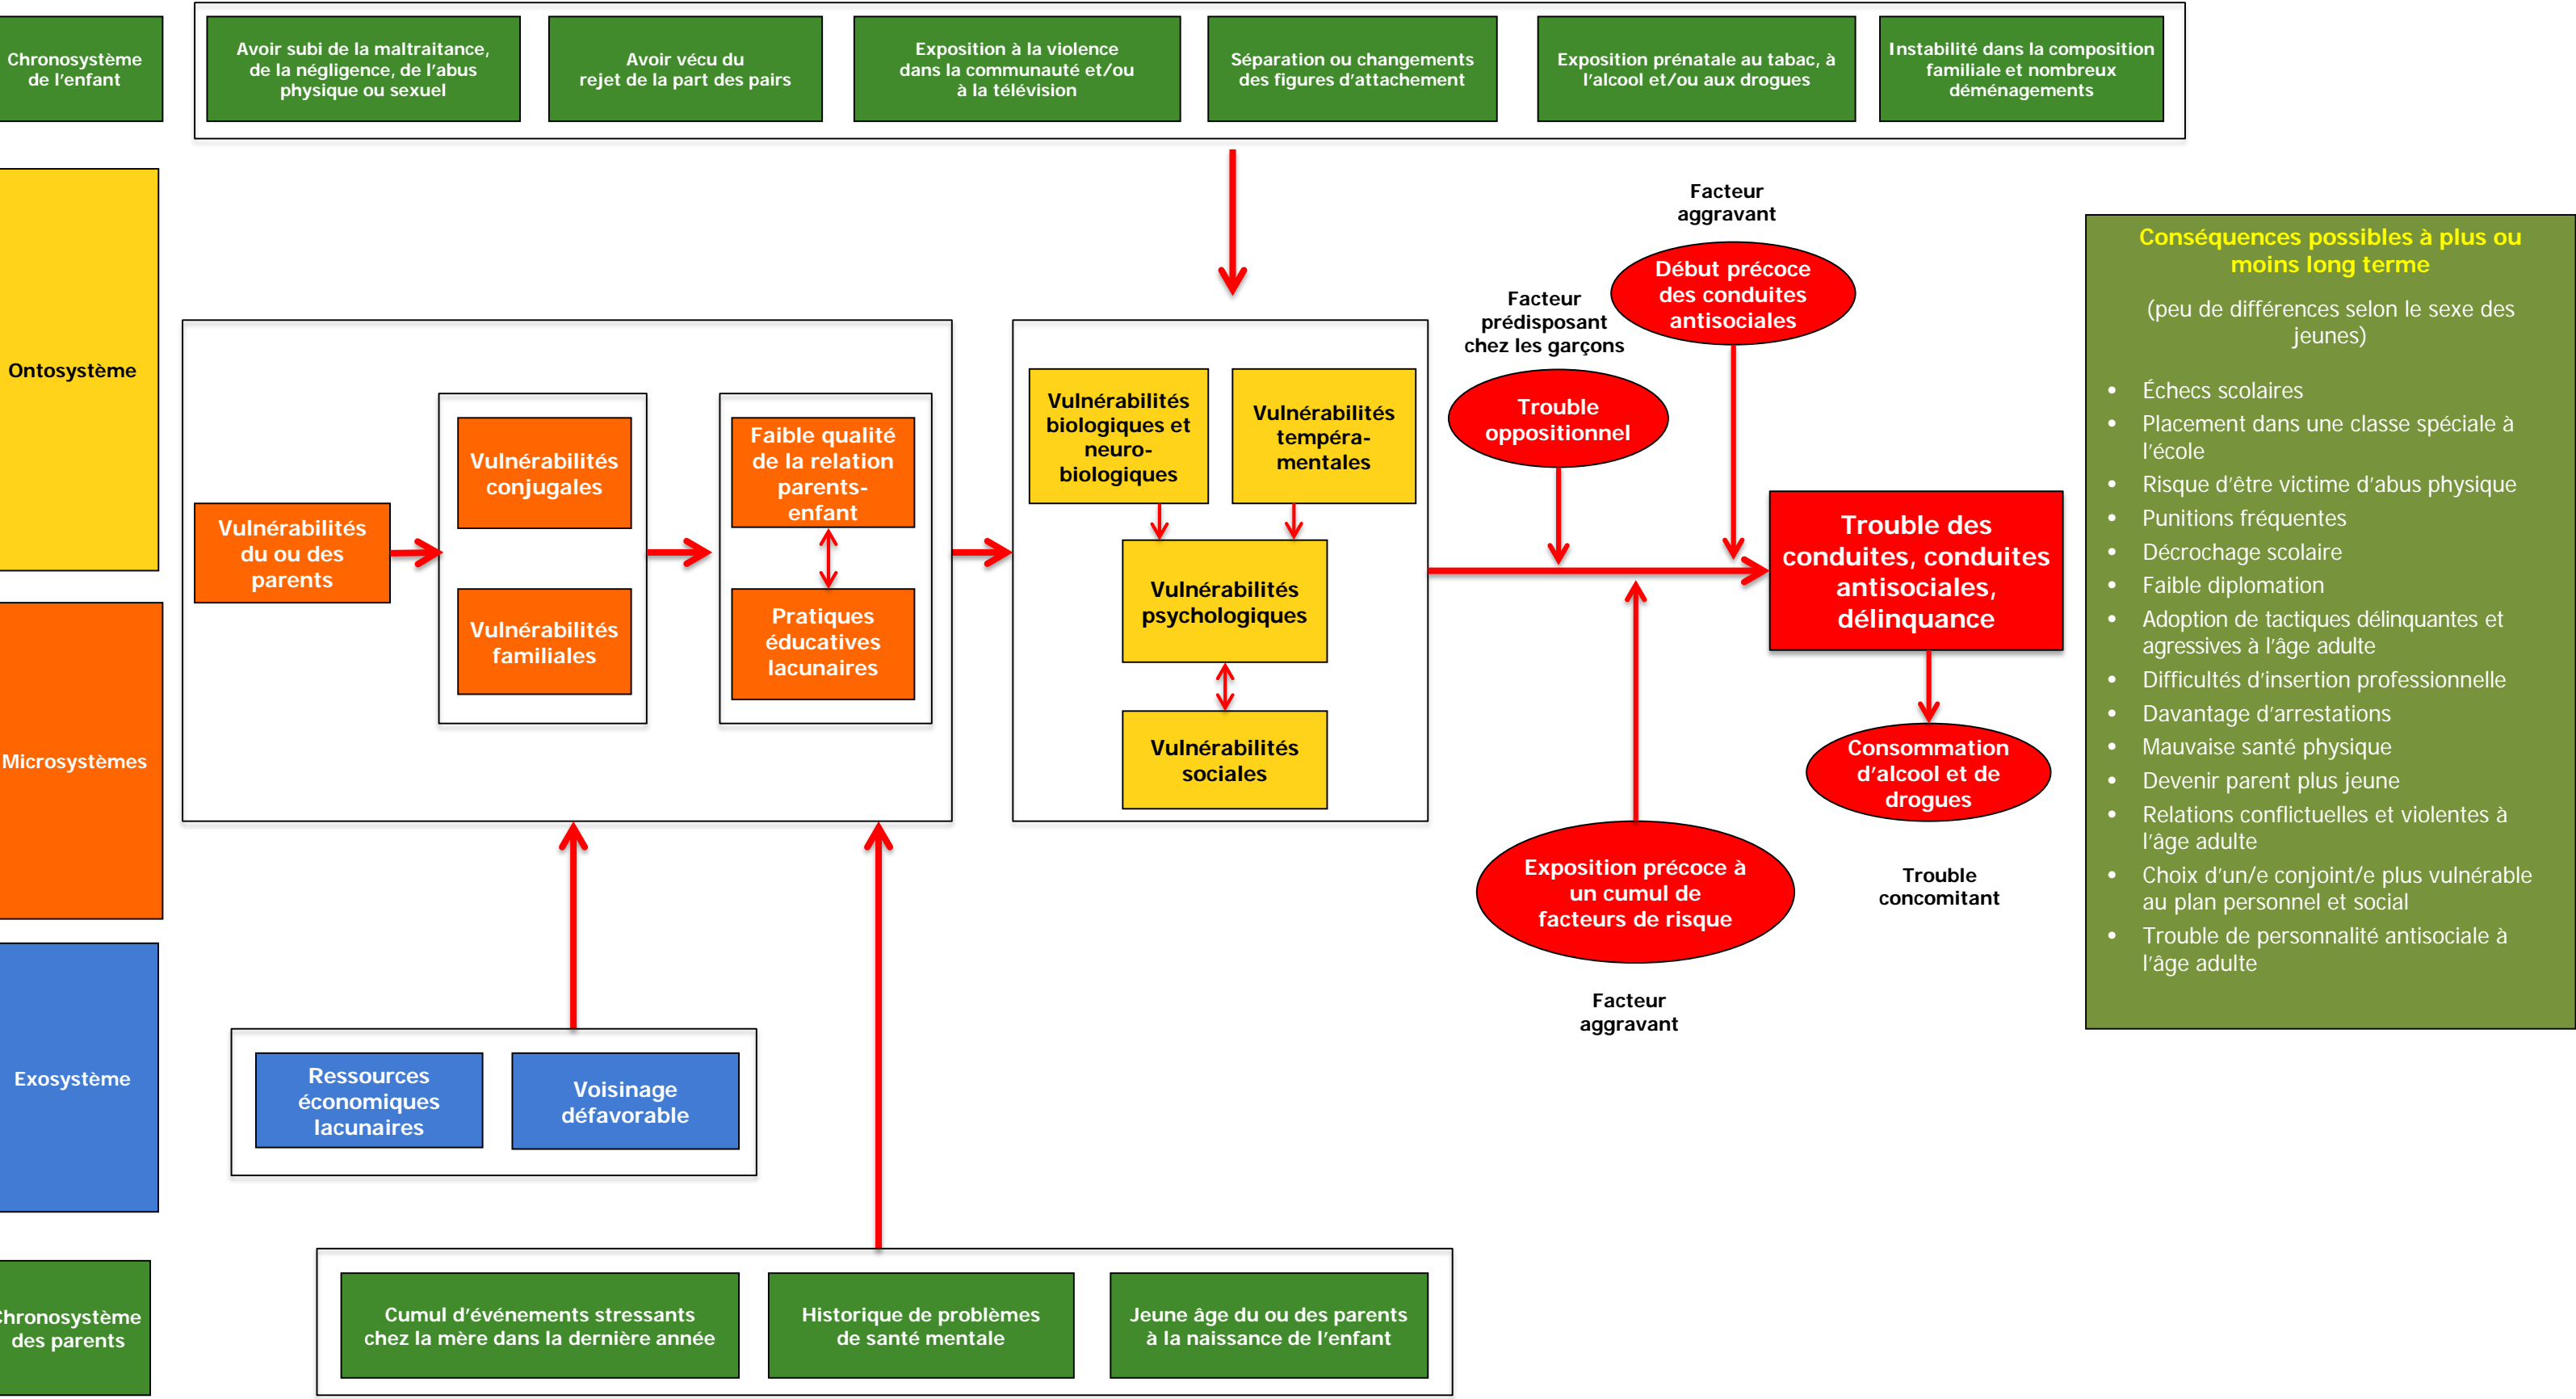 Chronosystème
de l'enfant
Avoir subi de la maltraitance,
de la négligence, de l'abus
physique ou sexuel
Avoir vécu du
rejet de la part des pairs
Exposition à la violence
dans la communauté et/ou
à la télévision
Séparation ou changements
des figures d'attachement
Exposition prénatale au tabac, à
l'alcool et/ou aux drogues
Instabilité dans la composition
familiale et nombreux
déménagements
Ontosystème
Microsystèmes
Exosystème
Chronosystème
des parents
Vulnérabilités
du ou des
parents
Vulnérabilités
conjugales
Vulnérabilités
familiales
Faible qualité
de la relation
parents-
enfant
Pratiques
éducatives
lacunaires
Vulnérabilités
biologiques et
neuro-
biologiques
Vulnérabilités
tempéra-
mentales
Vulnérabilités
psychologiques
Vulnérabilités
sociales
Facteur
prédisposant
chez les garçons
Trouble
oppositionnel
Facteur
aggravant
Début précoce
des conduites
antisociales
Trouble des
conduites, conduites
antisociales,
délinquance
Consommation
d'alcool et de
drogues
Trouble
concomitant
Exposition précoce à
un cumul de
facteurs de risque
Facteur
aggravant
Conséquences possibles à plus ou
moins long terme
(peu de différences selon le sexe des
jeunes)
• Échecs scolaires
• Placement dans une classe spéciale à
l'école
• Risque d'être victime d'abus physique
• Punitions fréquentes
• Décrochage scolaire
• Faible diplomation
• Adoption de tactiques délinquantes et
agressives à l'âge adulte
• Difficultés d'insertion professionnelle
• Davantage d'arrestations
• Mauvaise santé physique
• Devenir parent plus jeune
• Relations conflictuelles et violentes à
l'âge adulte
• Choix d'un/e conjoint/e plus vulnérable
au plan personnel et social
• Trouble de personnalité antisociale à
l'âge adulte
Ressources
économiques
lacunaires
Voisinage
défavorable
Cumul d'événements stressants
chez la mère dans la dernière année
Historique de problèmes
de santé mentale
Jeune âge du ou des parents
à la naissance de l'enfant